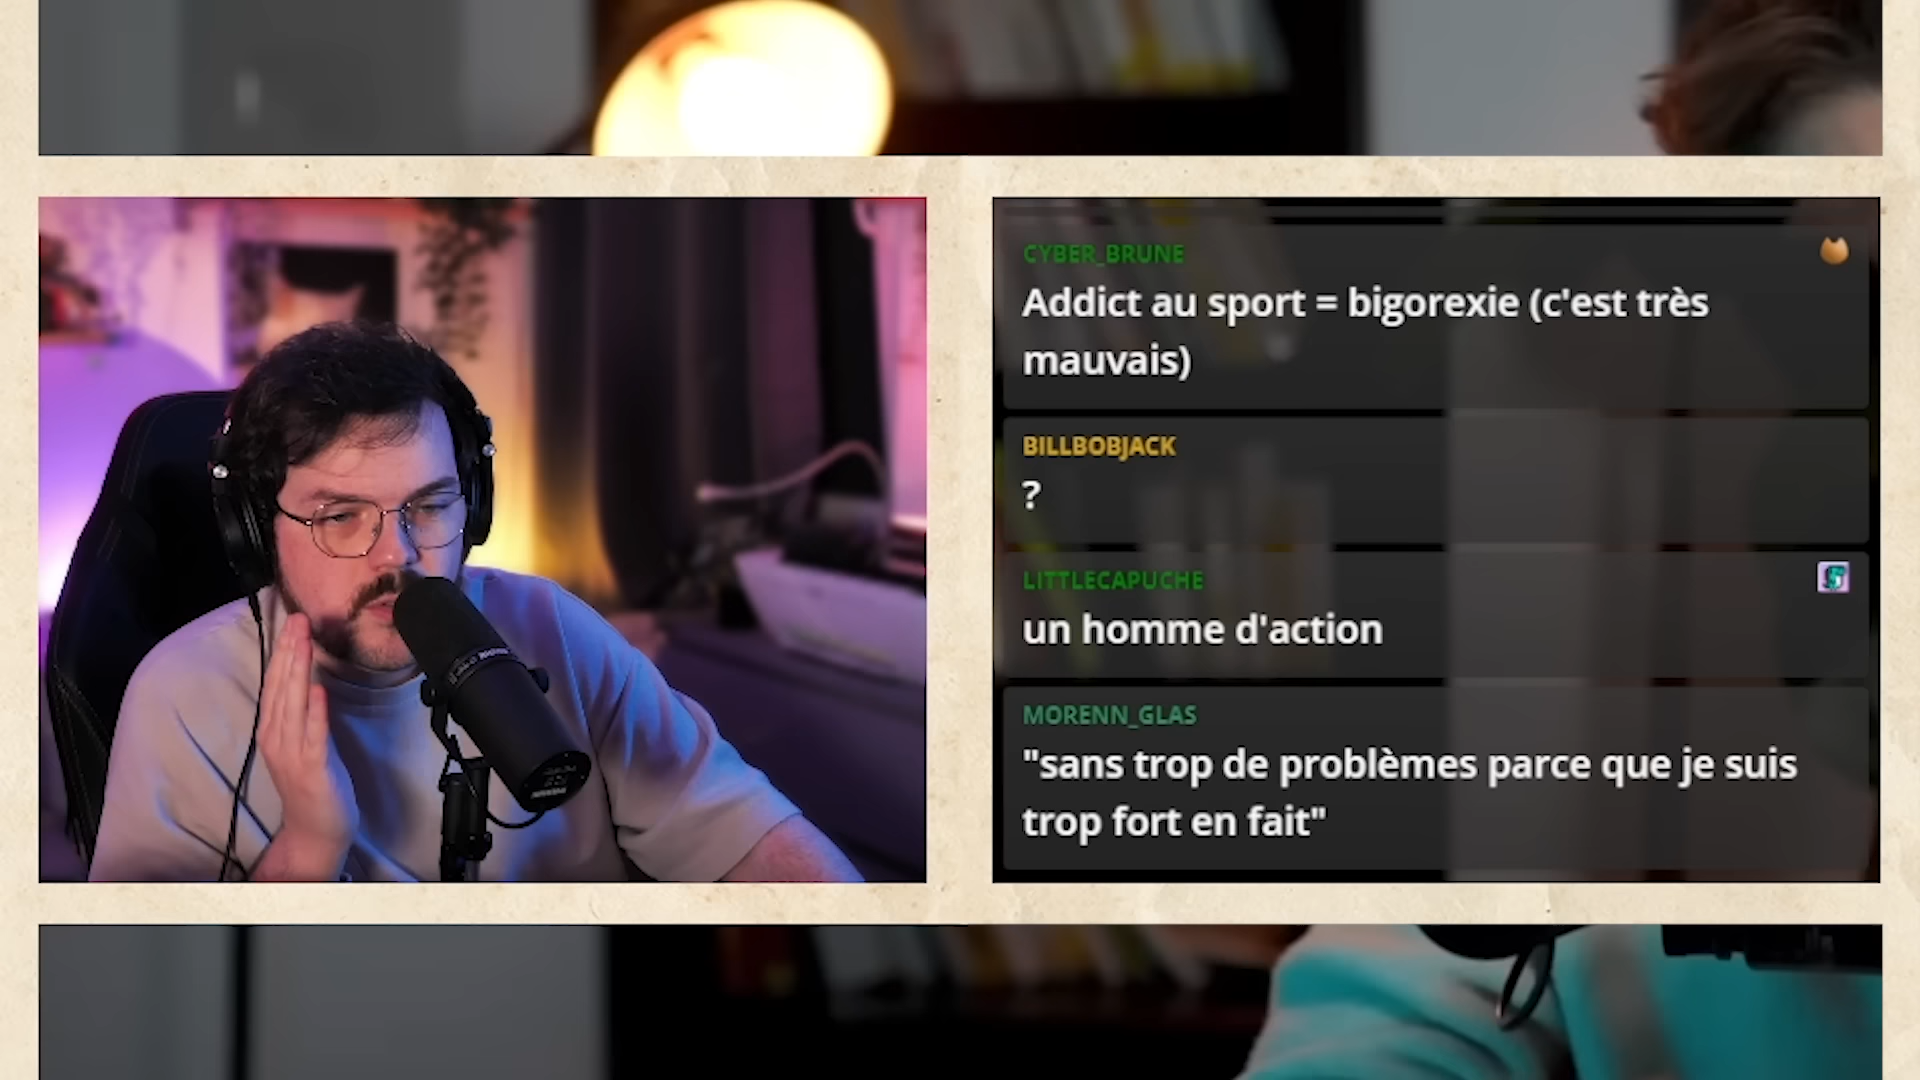 CYBER_BRUNE
Addict au sport = bigorexie (c'est très
mauvais)
BILLBOBJACK
?
LITTLECAPUCHE
un homme d'action
MORENN_GLAS
"sans trop de problèmes parce que je suis
trop fort en fait"